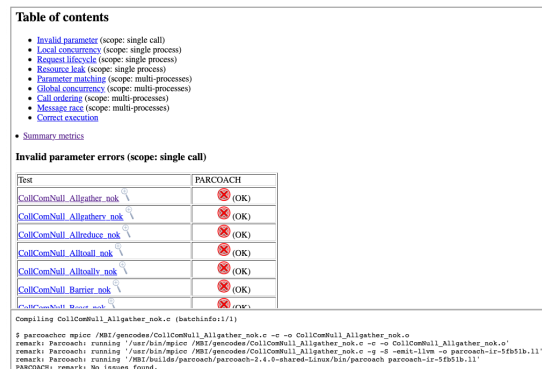 Table of contents
Invalid parameter (scope: single call)
Local concurrency (scope: single process)
Request lifecycle (scope: single process)
Resource leak (scope: single process)
Parameter matching (scope: multi-processes)
Global concurrency (scope: multi-processes)
Call ordering (scope: multi-processes)
Message race (scope: multi-processes)
Correct execution
Summary metrics
Invalid parameter errors (scope: single call)
Test PARCOACH
CollComNull_Allgather_nok (OK)
CollComNull_Allgatherv_nok (OK)
CollComNull_Allreduce_nok (OK)
CollComNull_Alltoall_nok (OK)
CollComNull_Alltoallv_nok (OK)
CollComNull_Barrier_nok (OK)
CollComNull_Bcast_nok (OK)
Compiling CollComNull_Allgather_nok.c (batchinfo:1/1)
$ parcoachcc mpicc /MBI/gencodes/CollComNull_Allgather_nok.c -c -o CollComNull_Allgather_nok.o
remark: Parcoach: running '/usr/bin/mpicc /MBI/gencodes/CollComNull_Allgather_nok.c -c -o CollComNull_Allgather_nok.o'
remark: Parcoach: running '/usr/bin/mpicc /MBI/gencodes/CollComNull_Allgather_nok.c -g -S -emit-llvm -o parcoach-ir-5fb51b.ll'
remark: Parcoach: running '/MBI/builds/parcoach/parcoach-2.4.0-shared-Linux/bin/parcoach parcoach-ir-5fb51b.ll'
PARCOACH: remark: No issues found.